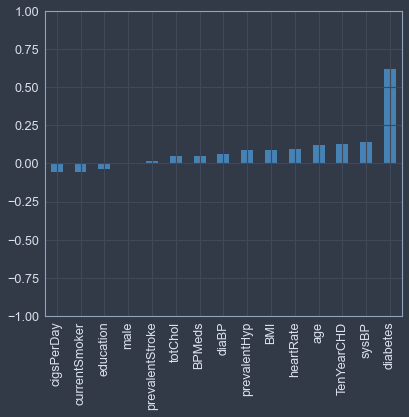 1.00
0.75
0.50
0.25
0.00
−0.25
−0.50
−0.75
−1.00
cigsPerDay
currentSmoker
education
male
prevalentStroke
totChol
BPMeds
diaBP
prevalentHyp
BMI
heartRate
age
TenYearCHD
sysBP
diabetes